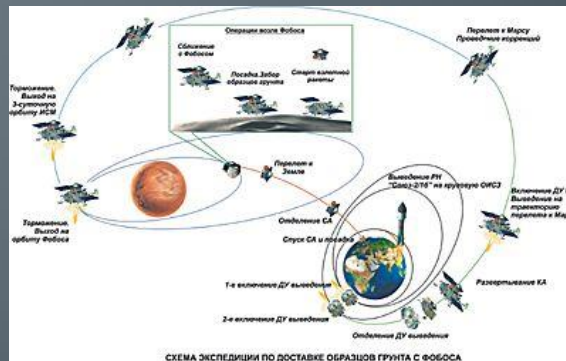 Операции возле Фобоса
Сближение
с Фобосом
Старт взлетной
ракеты
Посадка. Забор
образцов грунта
Перелет к Марсу
Проведение коррекций
Торможение.
Выход на
3-суточную
орбиту ИСМ
Перелет к
Земле
Выведение РН
"Союз-2/1б" на круговую ОИСЗ
Отделение СА
Включение ДУ
Выведение на
траекторию
перелета к Мар
Спуск СА и посадка
Торможение.
Выход на
орбиту Фобоса
1-е включение ДУ выведения
Развертывание КА
2-е включение ДУ выведения
Отделение ДУ выведения
СХЕМА ЭКСПЕДИЦИИ ПО ДОСТАВКЕ ОБРАЗЦОВ ГРУНТА С ФОБОСА